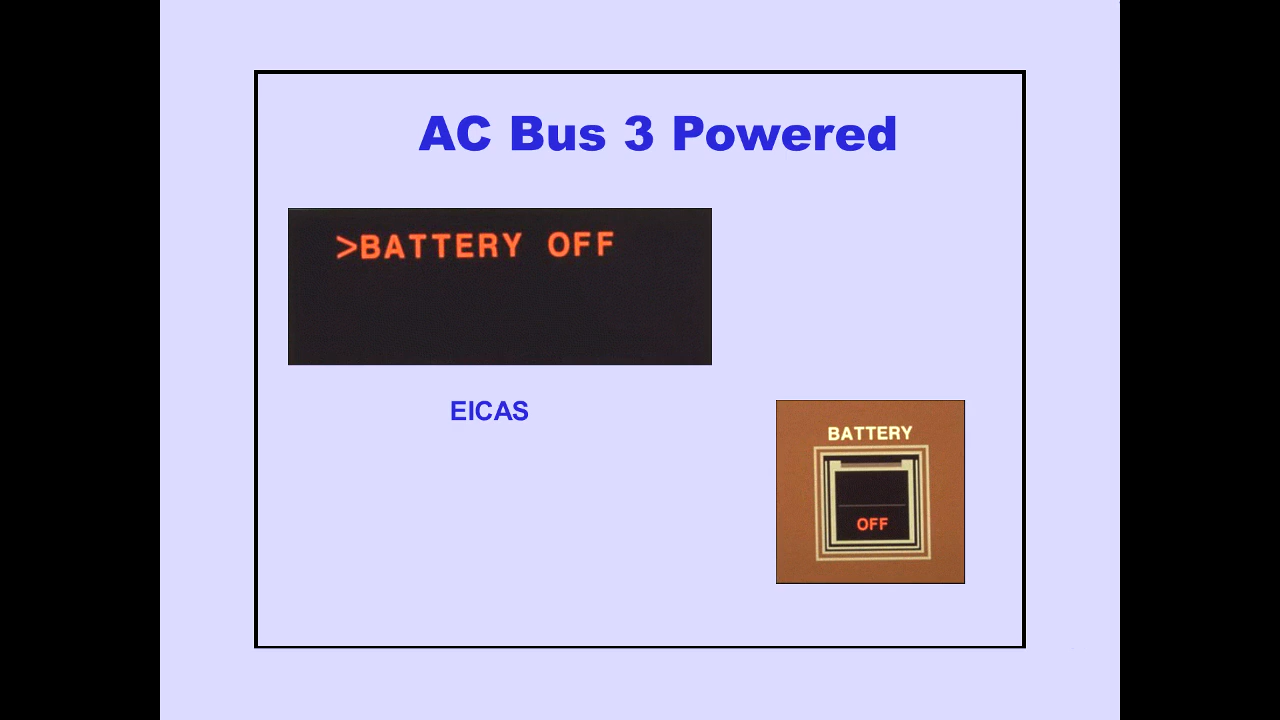 AC Bus 3 Powered
>BATTERY OFF
EICAS
BATTERY
OFF